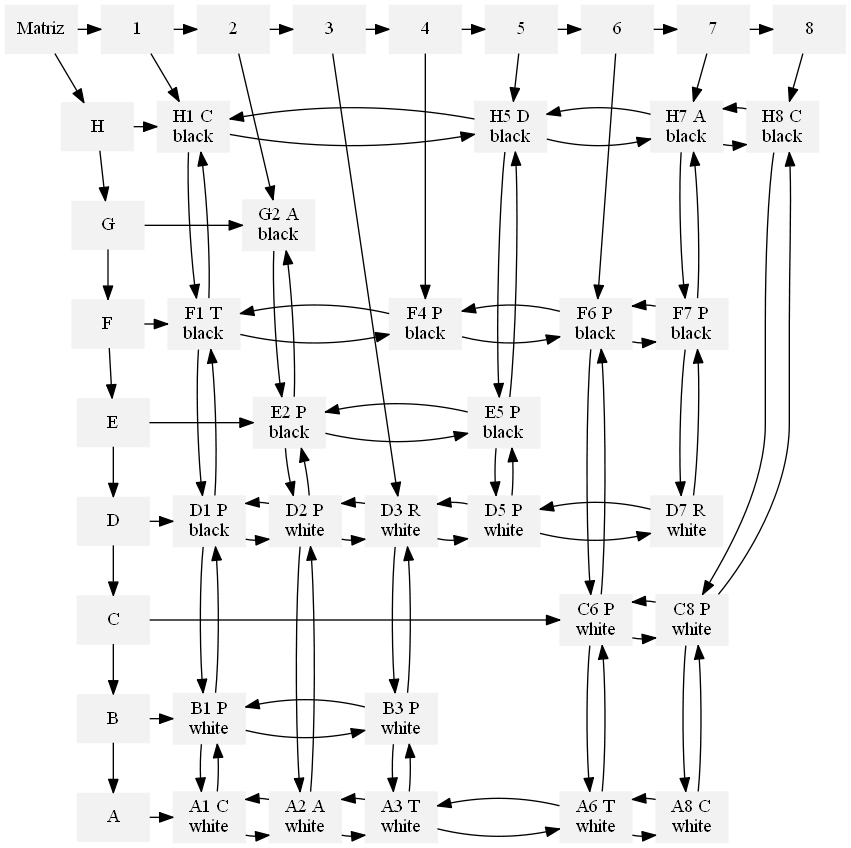 Matriz
1
2
3
4
5
6
7
8
H
H1 C
black
H5 D
black
H7 A
black
H8 C
black
G
G2 A
black
F
F1 T
black
F4 P
black
F6 P
black
F7 P
black
E
E2 P
black
E5 P
black
D
D1 P
black
D2 P
white
D3 R
white
D5 P
white
D7 R
white
C
C6 P
white
C8 P
white
B
B1 P
white
B3 P
white
A
A1 C
white
A2 A
white
A3 T
white
A6 T
white
A8 C
white